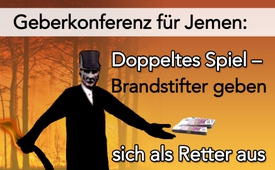 Geberkonferenz für Jemen:
Doppeltes Spiel –
Brandstifter geben
sich als Retter aus